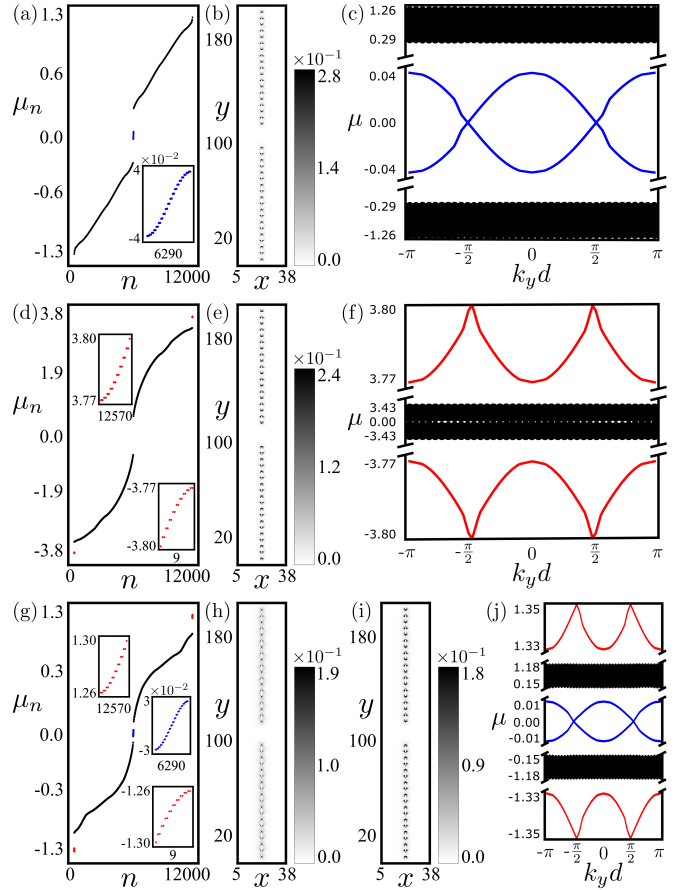 (a)
1.3
0.6
0.0
-0.6
-1.3
μₙ
×10⁻²
4
-4
6290
0
n
12000
(b)
180
y
100
20
5
x
38
×10⁻¹
2.8
1.4
0.0
(c)
1.26
0.29
0.04
μ
0.00
-0.04
-0.29
-1.26
-π
-π/2
0
π/2
π
k_y d
(d)
3.8
1.9
μₙ
0.0
-1.9
-3.8
3.80
3.77
12570
-3.77
-3.80
9
0
n
12000
(e)
180
y
100
20
5
x
38
×10⁻¹
2.4
1.2
0.0
(f)
3.80
3.77
3.43
μ
0.00
-3.43
-3.77
-3.80
-π
-π/2
0
π/2
π
k_y d
(g)
1.3
0.3
μₙ
0.0
-0.3
-1.3
1.30
1.26
12570
×10⁻²
3
-3
6290
-1.26
-1.30
9
0
n
12000
(h)
180
y
100
20
5
x
38
×10⁻¹
1.9
1.0
0.0
(i)
180
y
100
20
5
x
38
×10⁻¹
1.8
0.9
0.0
(j)
1.35
1.33
1.18
0.15
0.01
μ
0.00
-0.01
-0.15
-1.18
-1.33
-1.35
-π
-π/2
0
π/2
π
k_y d